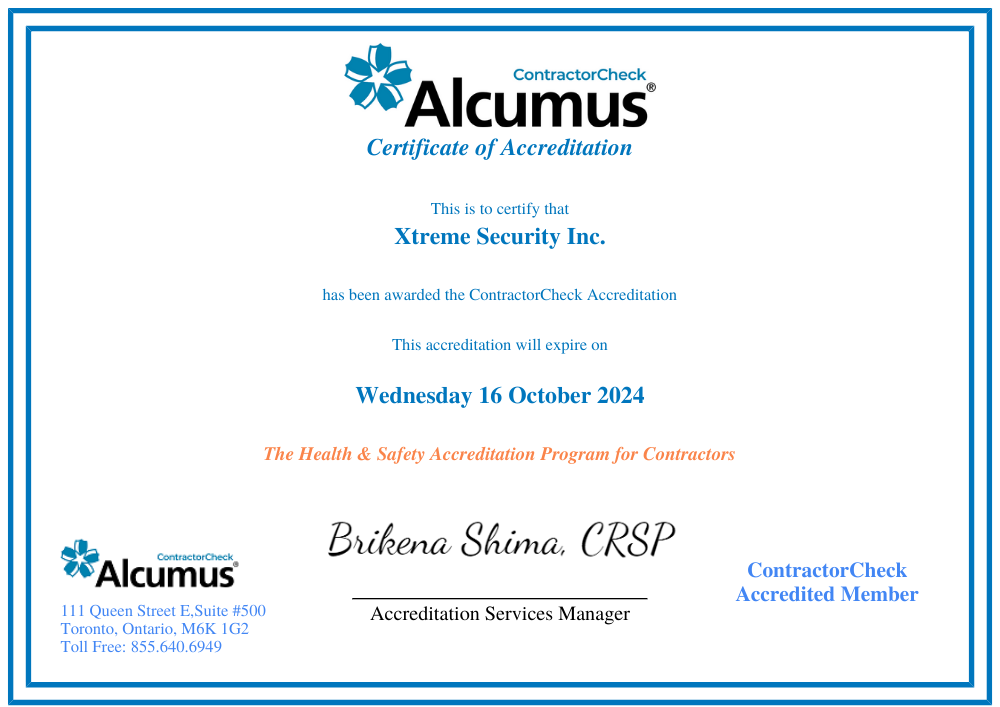 ContractorCheck
Alcumus®
Certificate of Accreditation
This is to certify that
Xtreme Security Inc.
has been awarded the ContractorCheck Accreditation
This accreditation will expire on
Wednesday 16 October 2024
The Health & Safety Accreditation Program for Contractors
Brikena Shima, CRSP
Accreditation Services Manager
ContractorCheck
Alcumus®
111 Queen Street E,Suite #500
Toronto, Ontario, M6K 1G2
Toll Free: 855.640.6949
ContractorCheck
Accredited Member